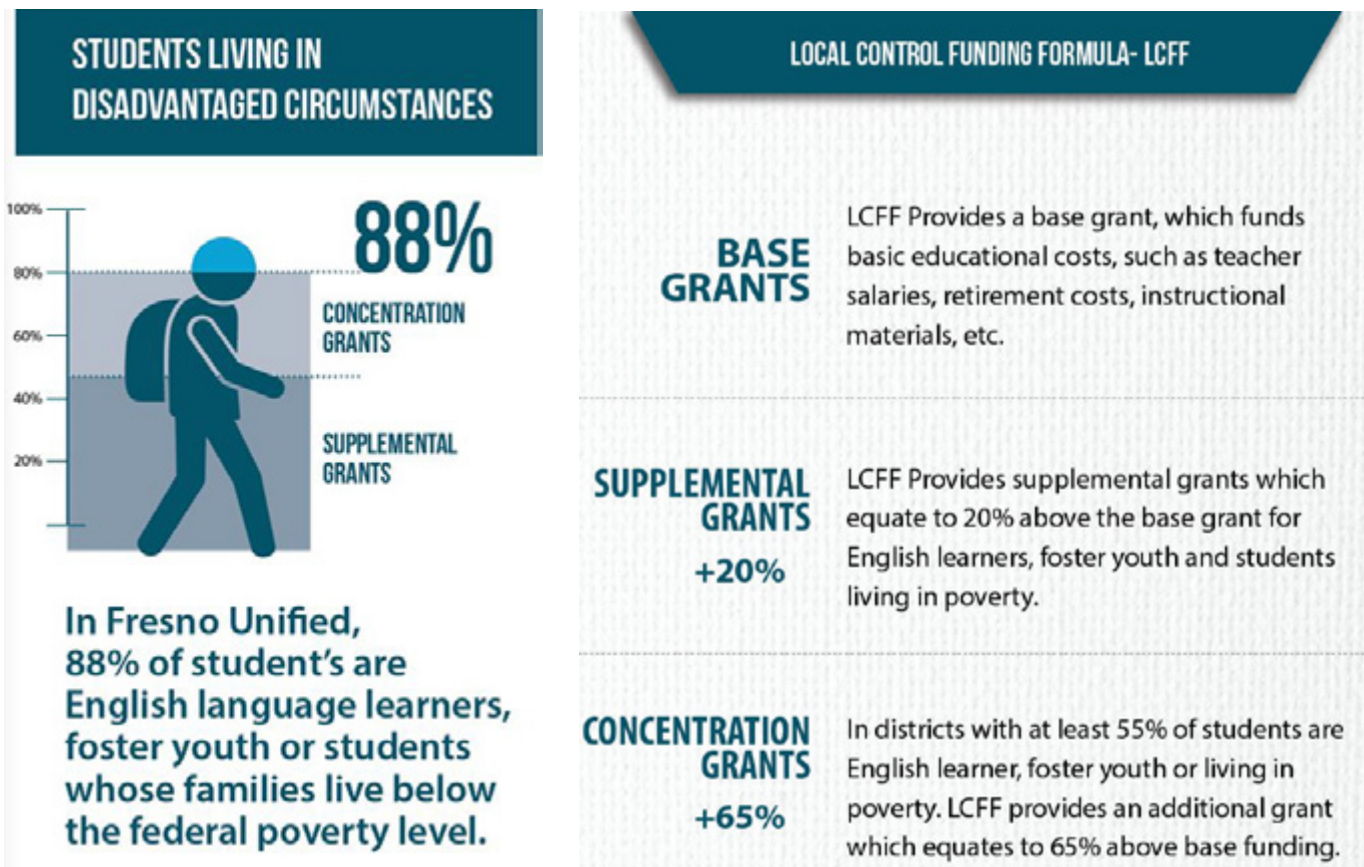 STUDENTS LIVING IN
DISADVANTAGED CIRCUMSTANCES
100%
80%
60%
40%
20%
88%
CONCENTRATION
GRANTS
SUPPLEMENTAL
GRANTS
In Fresno Unified,
88% of student's are
English language learners,
foster youth or students
whose families live below
the federal poverty level.
LOCAL CONTROL FUNDING FORMULA- LCFF
BASE
GRANTS
LCFF Provides a base grant, which funds
basic educational costs, such as teacher
salaries, retirement costs, instructional
materials, etc.
SUPPLEMENTAL
GRANTS
+20%
LCFF Provides supplemental grants which
equate to 20% above the base grant for
English learners, foster youth and students
living in poverty.
CONCENTRATION
GRANTS
+65%
In districts with at least 55% of students are
English learner, foster youth or living in
poverty. LCFF provides an additional grant
which equates to 65% above base funding.